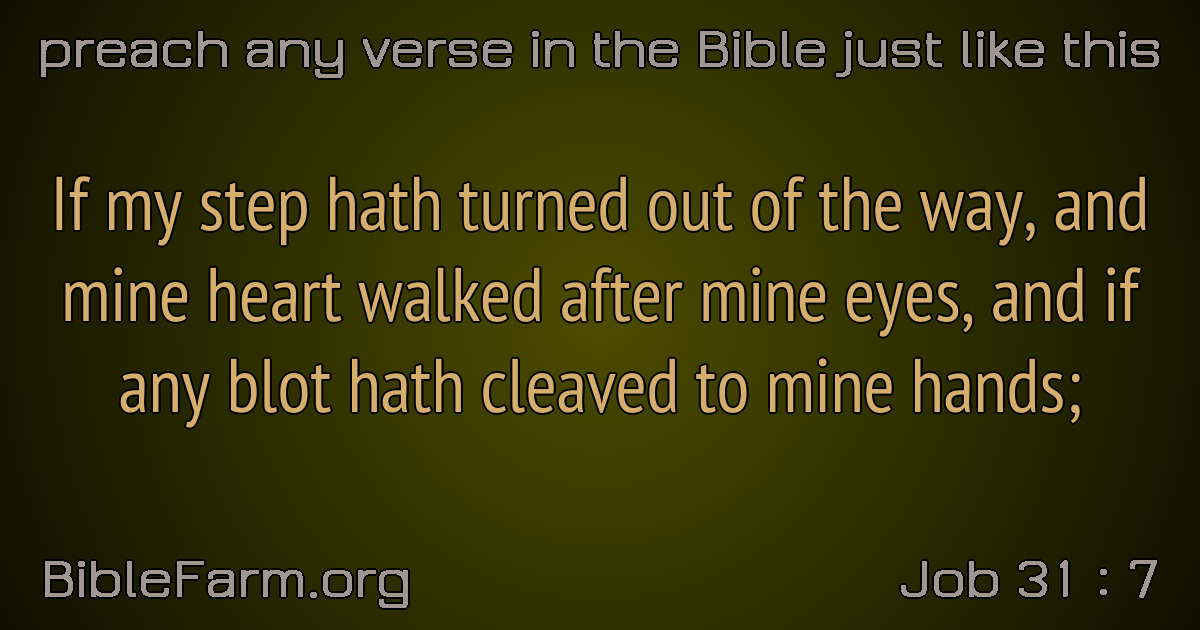 preach any verse in the Bible just like this
If my step hath turned out of the way, and
mine heart walked after mine eyes, and if
any blot hath cleaved to mine hands;
BibleFarm.org
Job 31 : 7